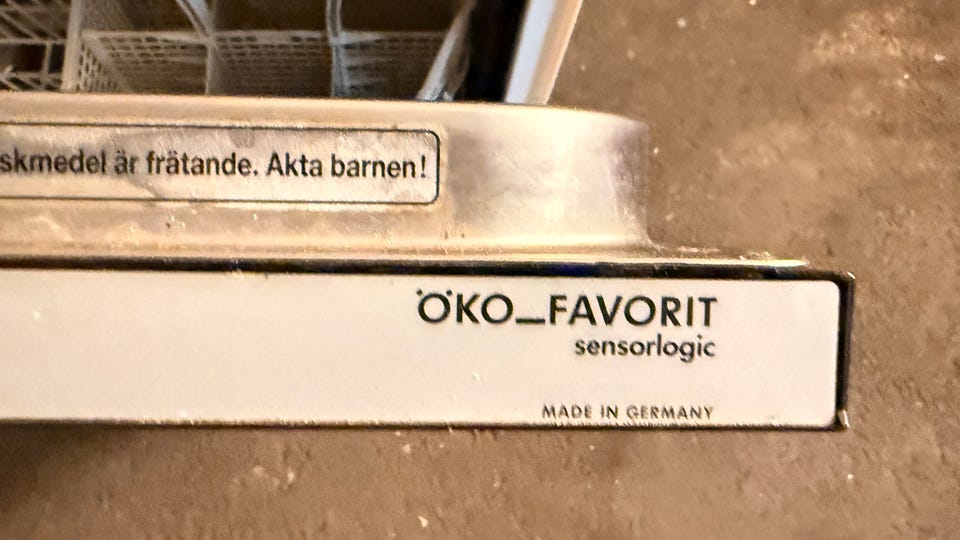 skmedel är frätande. Akta barnen!
ÖKO_FAVORIT
sensorlogic
MADE IN GERMANY